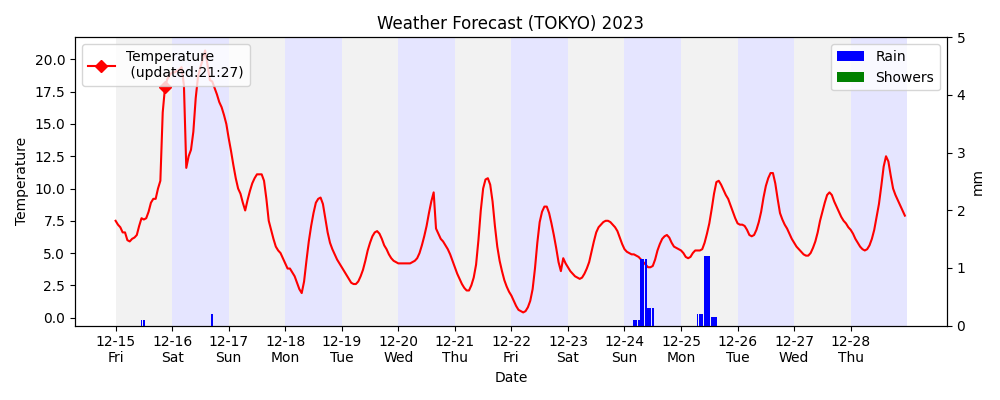 Weather Forecast (TOKYO) 2023
Temperature
(updated:21:27)
Rain
Showers
Temperature
20.0
17.5
15.0
12.5
10.0
7.5
5.0
2.5
0.0
5
4
3
2
1
0
mm
12-15 12-16 12-17 12-18 12-19 12-20 12-21 12-22 12-23 12-24 12-25 12-26 12-27 12-28
Fri Sat Sun Mon Tue Wed Thu Fri Sat Sun Mon Tue Wed Thu
Date